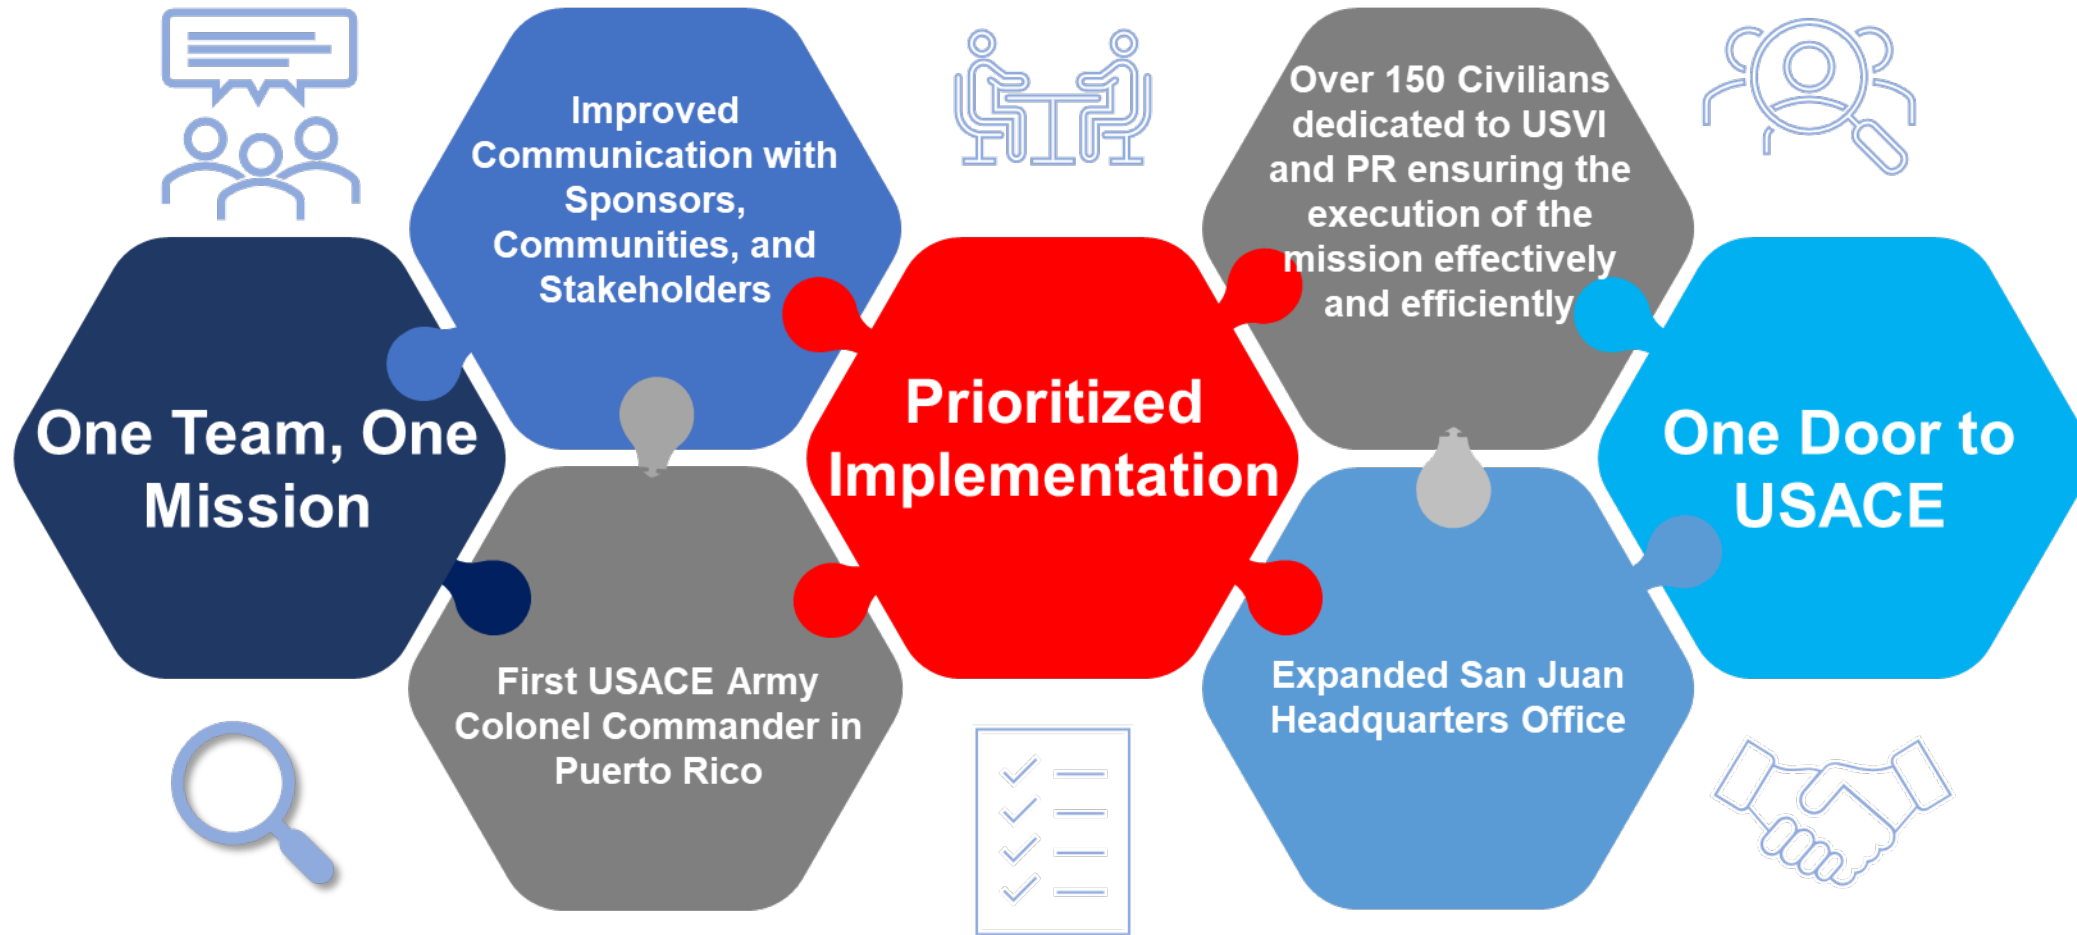 One Team, One
Mission
Improved
Communication with
Sponsors,
Communities, and
Stakeholders
First USACE Army
Colonel Commander in
Puerto Rico
Prioritized
Implementation
Over 150 Civilians
dedicated to USVI
and PR ensuring the
execution of the
mission effectively
and efficiently
Expanded San Juan
Headquarters Office
One Door to
USACE